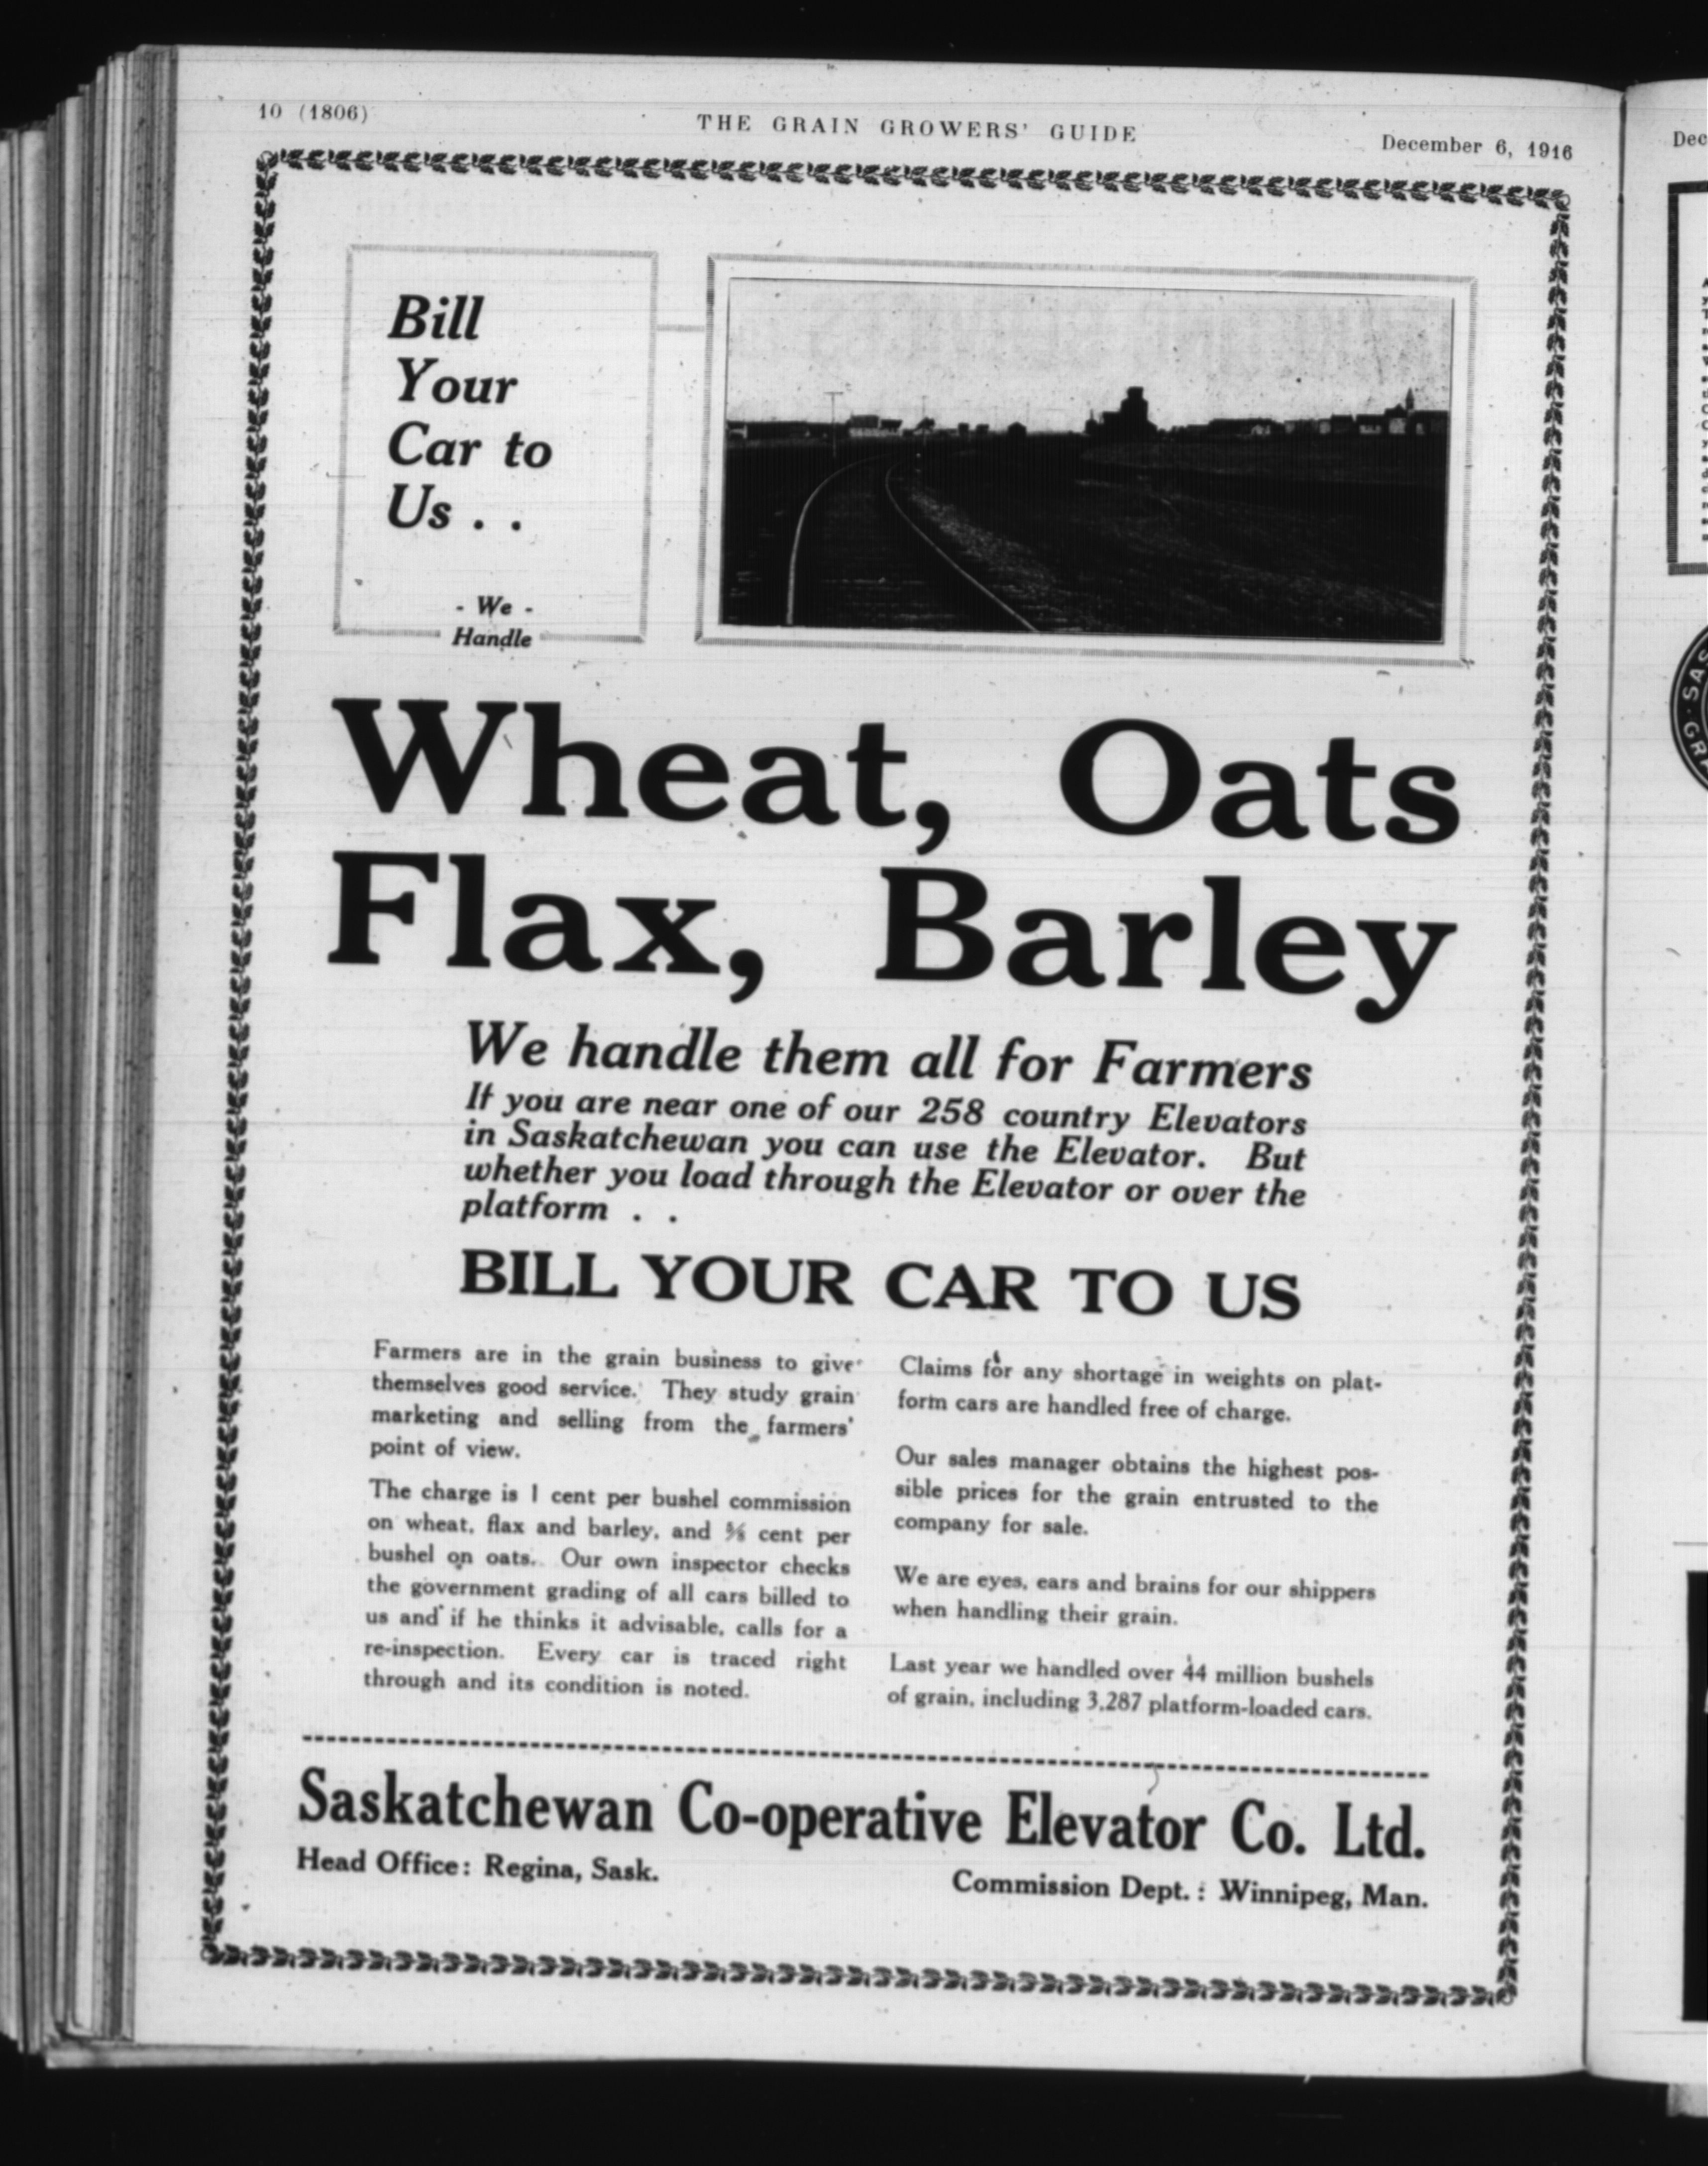 10 (1806)
THE GRAIN GROWERS' GUIDE
December 6, 1916
Bill
Your
Car to
Us . .
- We -
Handle
Wheat, Oats
Flax, Barley
We handle them all for Farmers
If you are near one of our 258 country Elevators
in Saskatchewan you can use the Elevator. But
whether you load through the Elevator or over the
platform . .
BILL YOUR CAR TO US
Farmers are in the grain business to give
themselves good service. They study grain
marketing and selling from the farmers'
point of view.
The charge is 1 cent per bushel commission
on wheat, flax and barley, and ⅝ cent per
bushel on oats. Our own inspector checks
the government grading of all cars billed to
us and if he thinks it advisable, calls for a
re-inspection. Every car is traced right
through and its condition is noted.
Claims for any shortage in weights on plat-
form cars are handled free of charge.
Our sales manager obtains the highest pos-
sible prices for the grain entrusted to the
company for sale.
We are eyes, ears and brains for our shippers
when handling their grain.
Last year we handled over 44 million bushels
of grain, including 3,287 platform-loaded cars.
Saskatchewan Co-operative Elevator Co. Ltd.
Head Office: Regina, Sask.
Commission Dept.: Winnipeg, Man.
Dec